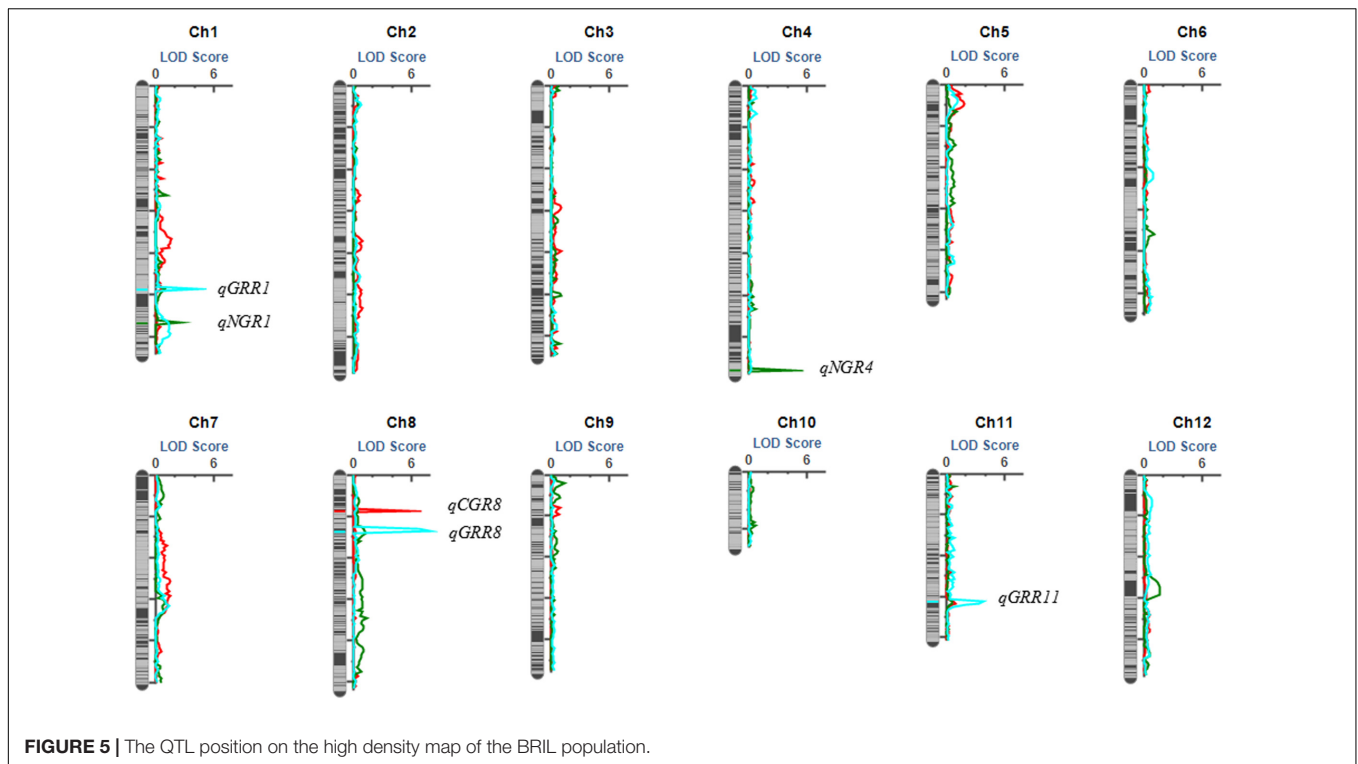 Ch1 Ch2 Ch3 Ch4 Ch5 Ch6
LOD Score LOD Score LOD Score LOD Score LOD Score LOD Score
0 6 0 6 0 6 0 6 0 6 0 6
qGRR1
qNGR1
qNGR4
Ch7 Ch8 Ch9 Ch10 Ch11 Ch12
LOD Score LOD Score LOD Score LOD Score LOD Score LOD Score
0 6 0 6 0 6 0 6 0 6 0 6
qCGR8
qGRR8
qGRR11
FIGURE 5 | The QTL position on the high density map of the BRIL population.